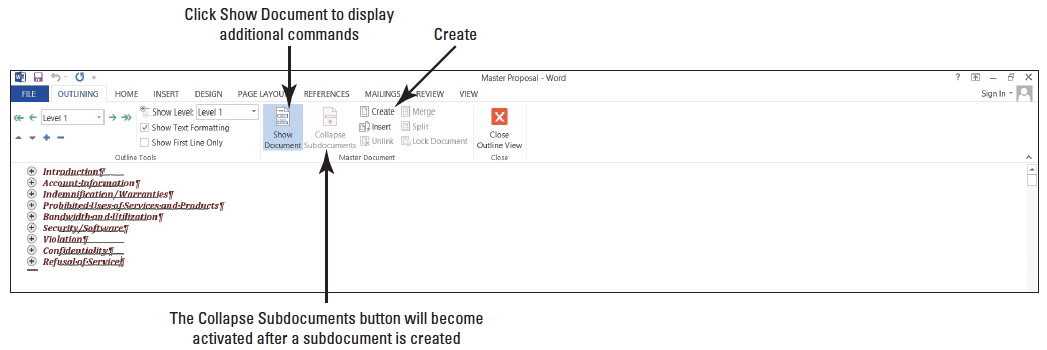 Click Show Document to display
additional commands
Create
Master Proposal - Word
FILE OUTLINING HOME INSERT DESIGN PAGE LAYOUT REFERENCES MAILINGS REVIEW VIEW Sign In
Level 1 Show Level: Level 1
Show Text Formatting
Show First Line Only
Outline Tools
Show
Document
Collapse
Subdocuments
Create Merge
Insert Split
Unlink Lock Document
Master Document
Close
Outline View
Close
Introduction¶
Account·Information¶
Indemnification/Warranties¶
Prohibited·Uses·of·Services·and·Products¶
Bandwidth·and·Utilization¶
Security/Software¶
Violation¶
Confidentiality¶
Refusal·of·Service¶
The Collapse Subdocuments button will become
activated after a subdocument is created